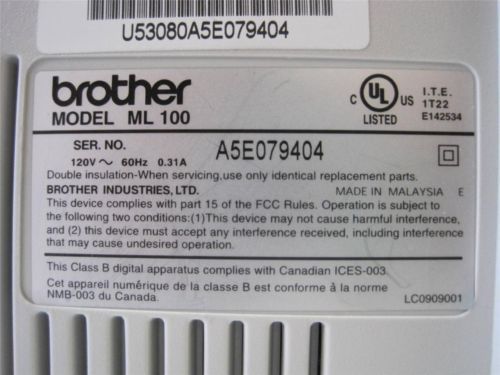 U53080A5E079404
brother
MODEL ML 100
C UL US LISTED
I.T.E.
1T22
E142534
SER. NO. A5E079404
120V ~ 60Hz 0.31A
Double insulation-When servicing,use only identical replacement parts.
BROTHER INDUSTRIES, LTD. MADE IN MALAYSIA E
This device complies with part 15 of the FCC Rules. Operation is subject to
the following two conditions:(1)This device may not cause harmful interference,
and (2) this device must accept any interference received, including interference
that may cause undesired operation.
This Class B digital apparatus complies with Canadian ICES-003.
Cet appareil numérique de la classe B est conforme à la norme
NMB-003 du Canada.
LC0909001